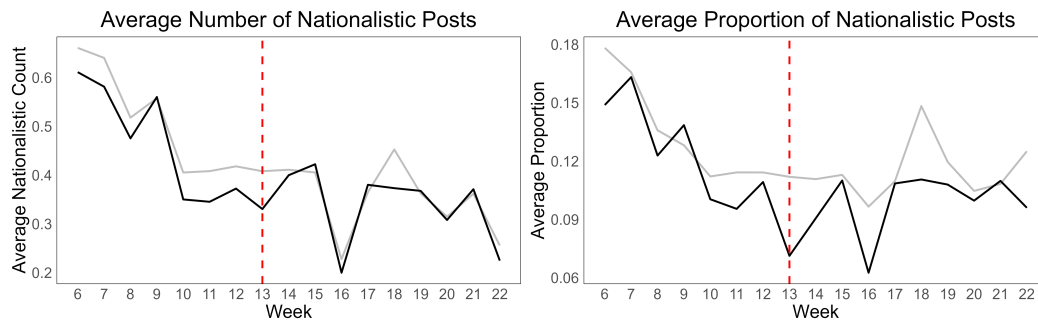 Average Number of Nationalistic Posts
Average Nationalistic Count
0.6
0.5
0.4
0.3
0.2
6 7 8 9 10 11 12 13 14 15 16 17 18 19 20 21 22
Week
Average Proportion of Nationalistic Posts
Average Proportion
0.18
0.15
0.12
0.09
0.06
6 7 8 9 10 11 12 13 14 15 16 17 18 19 20 21 22
Week